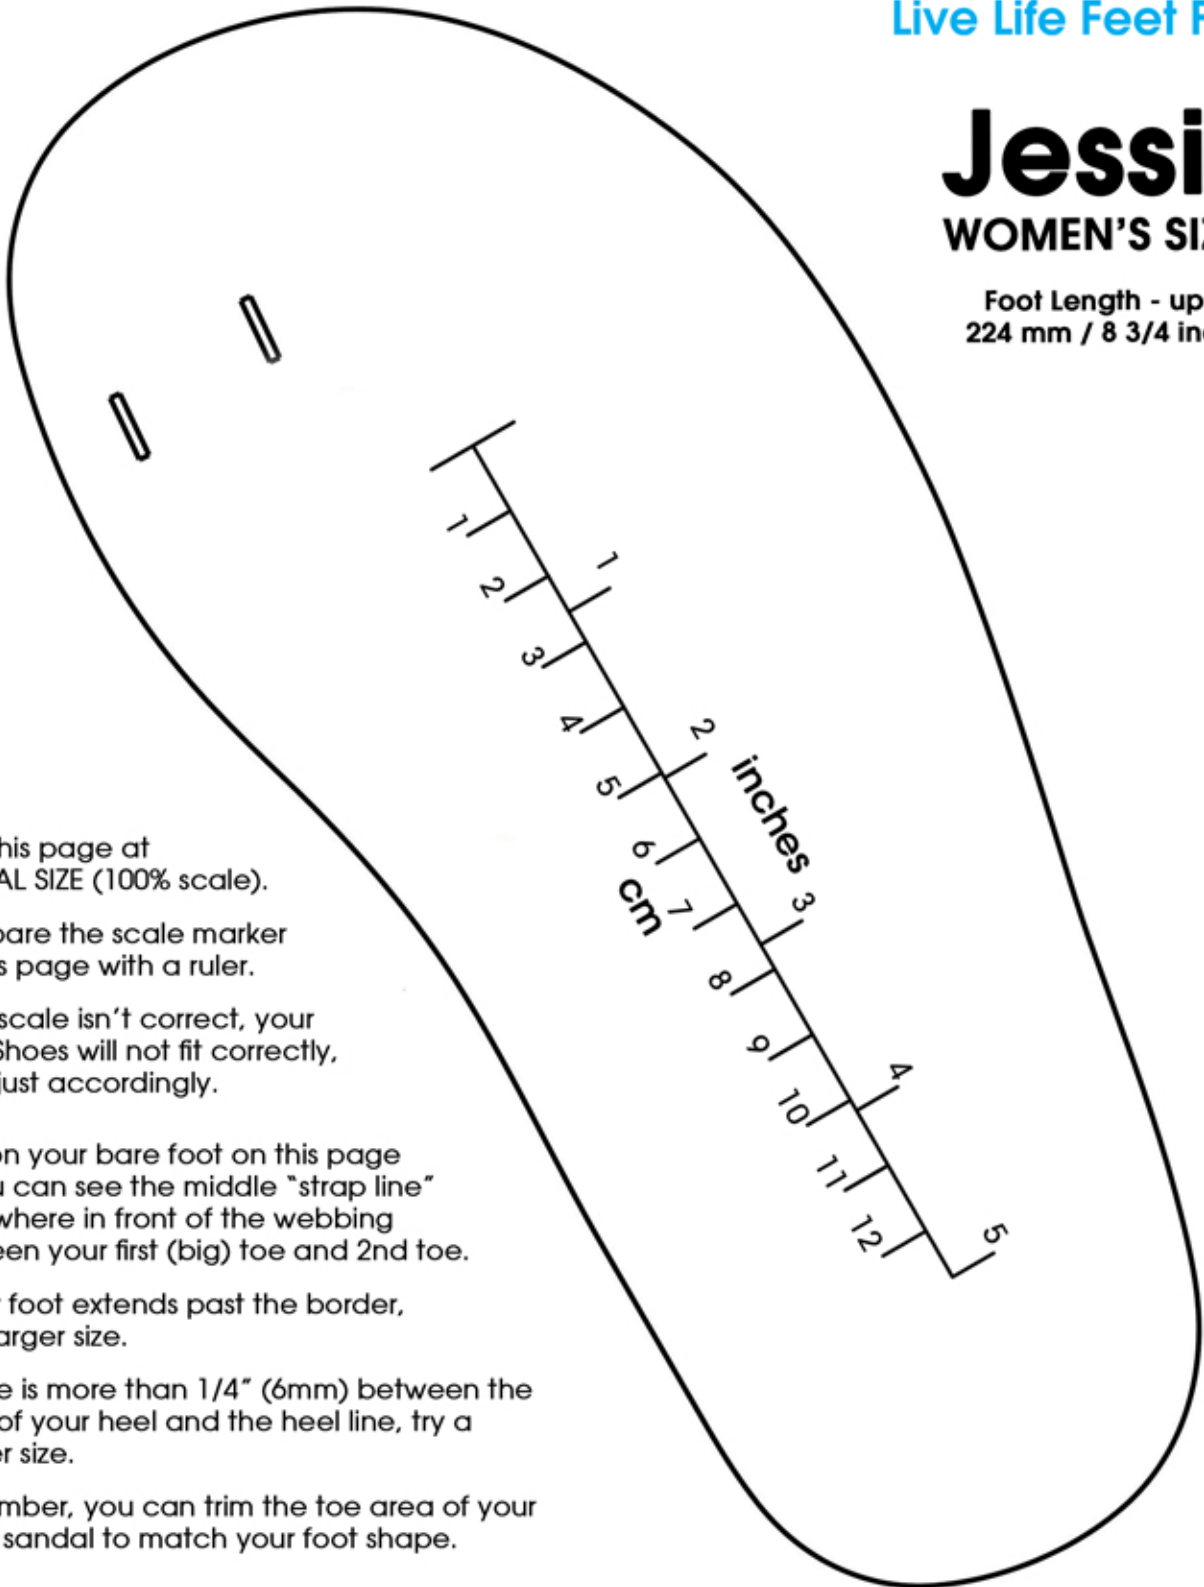 Live Life Feet F
Jessi
WOMEN'S SIZ
Foot Length - up
224 mm / 8 3/4 in
1
2
3
4
5
6
7
8
9
10
11
12
cm
1
2
inches
3
4
5
his page at
AL SIZE (100% scale).
pare the scale marker
s page with a ruler.
scale isn't correct, your
Shoes will not fit correctly,
just accordingly.
on your bare foot on this page
u can see the middle "strap line"
where in front of the webbing
een your first (big) toe and 2nd toe.
r foot extends past the border,
arger size.
e is more than 1/4" (6mm) between the
of your heel and the heel line, try a
er size.
mber, you can trim the toe area of your
sandal to match your foot shape.